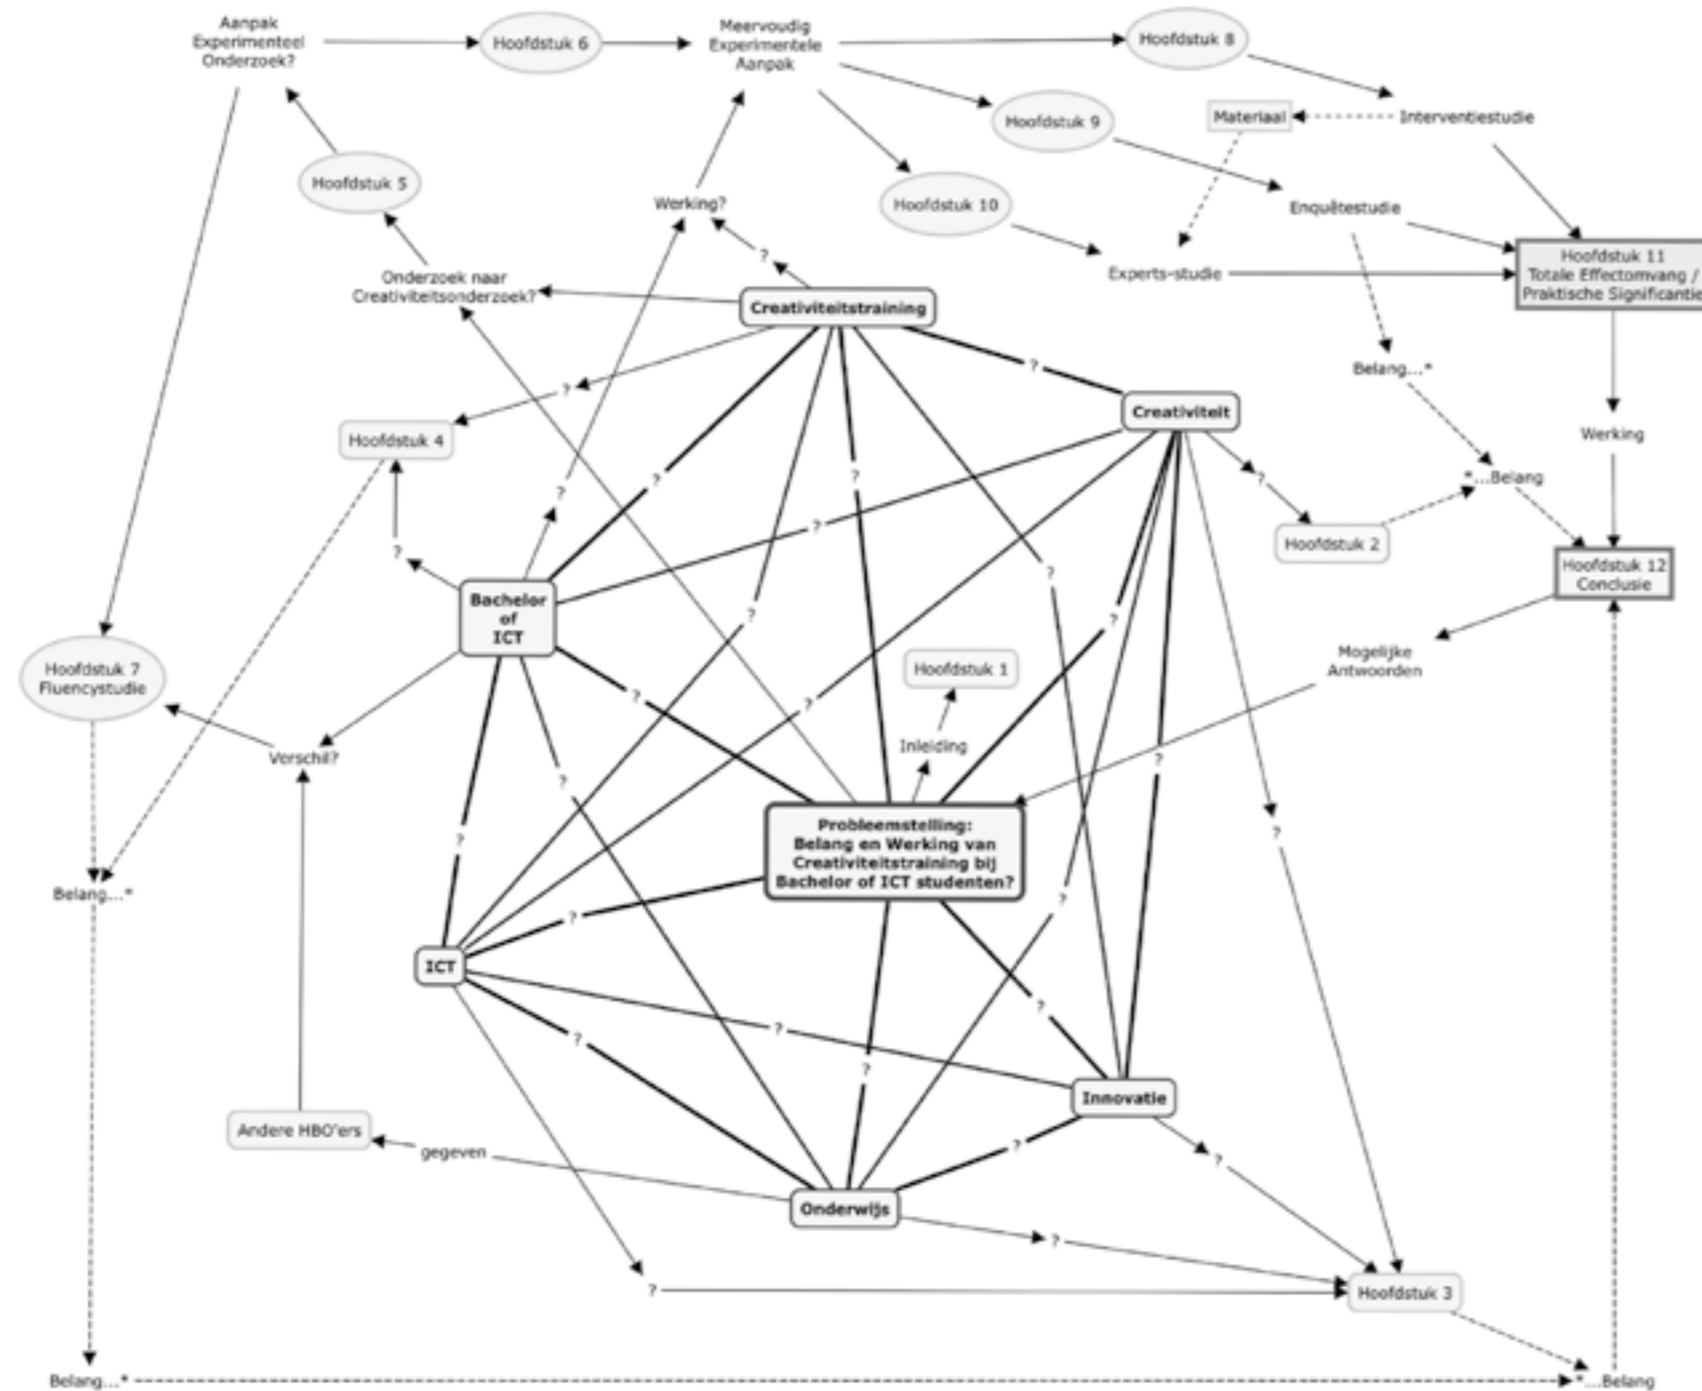 Aanpak
Experimenteel
Onderzoek?
Hoofdstuk 6
Meervoudig
Experimentele
Aanpak
Hoofdstuk 8
Hoofdstuk 9
Materiaal
Interventiestudie
Hoofdstuk 5
Werking?
Hoofdstuk 10
Enquêtestudie
?
Onderzoek naar
Creativiteitsonderzoek?
Experts-studie
Hoofdstuk 11
Totale Effectomvang /
Praktische Significantie
Creativiteitstraining
?
Belang...*
?
Creativiteit
Hoofdstuk 4
Werking
?
?
?
*...Belang
?
?
Hoofdstuk 2
?
?
Hoofdstuk 12
Conclusie
Bachelor
of
ICT
?
?
Hoofdstuk 7
Fluencystudie
Hoofdstuk 1
Mogelijke
Antwoorden
?
?
Verschil?
Inleiding
?
?
Probleemstelling:
Belang en Werking van
Creativiteitstraining bij
Bachelor of ICT studenten?
?
?
Belang...*
?
?
ICT
?
?
?
?
Innovatie
Andere HBO'ers
gegeven
?
?
Onderwijs
?
?
Hoofdstuk 3
Belang...*
*...Belang